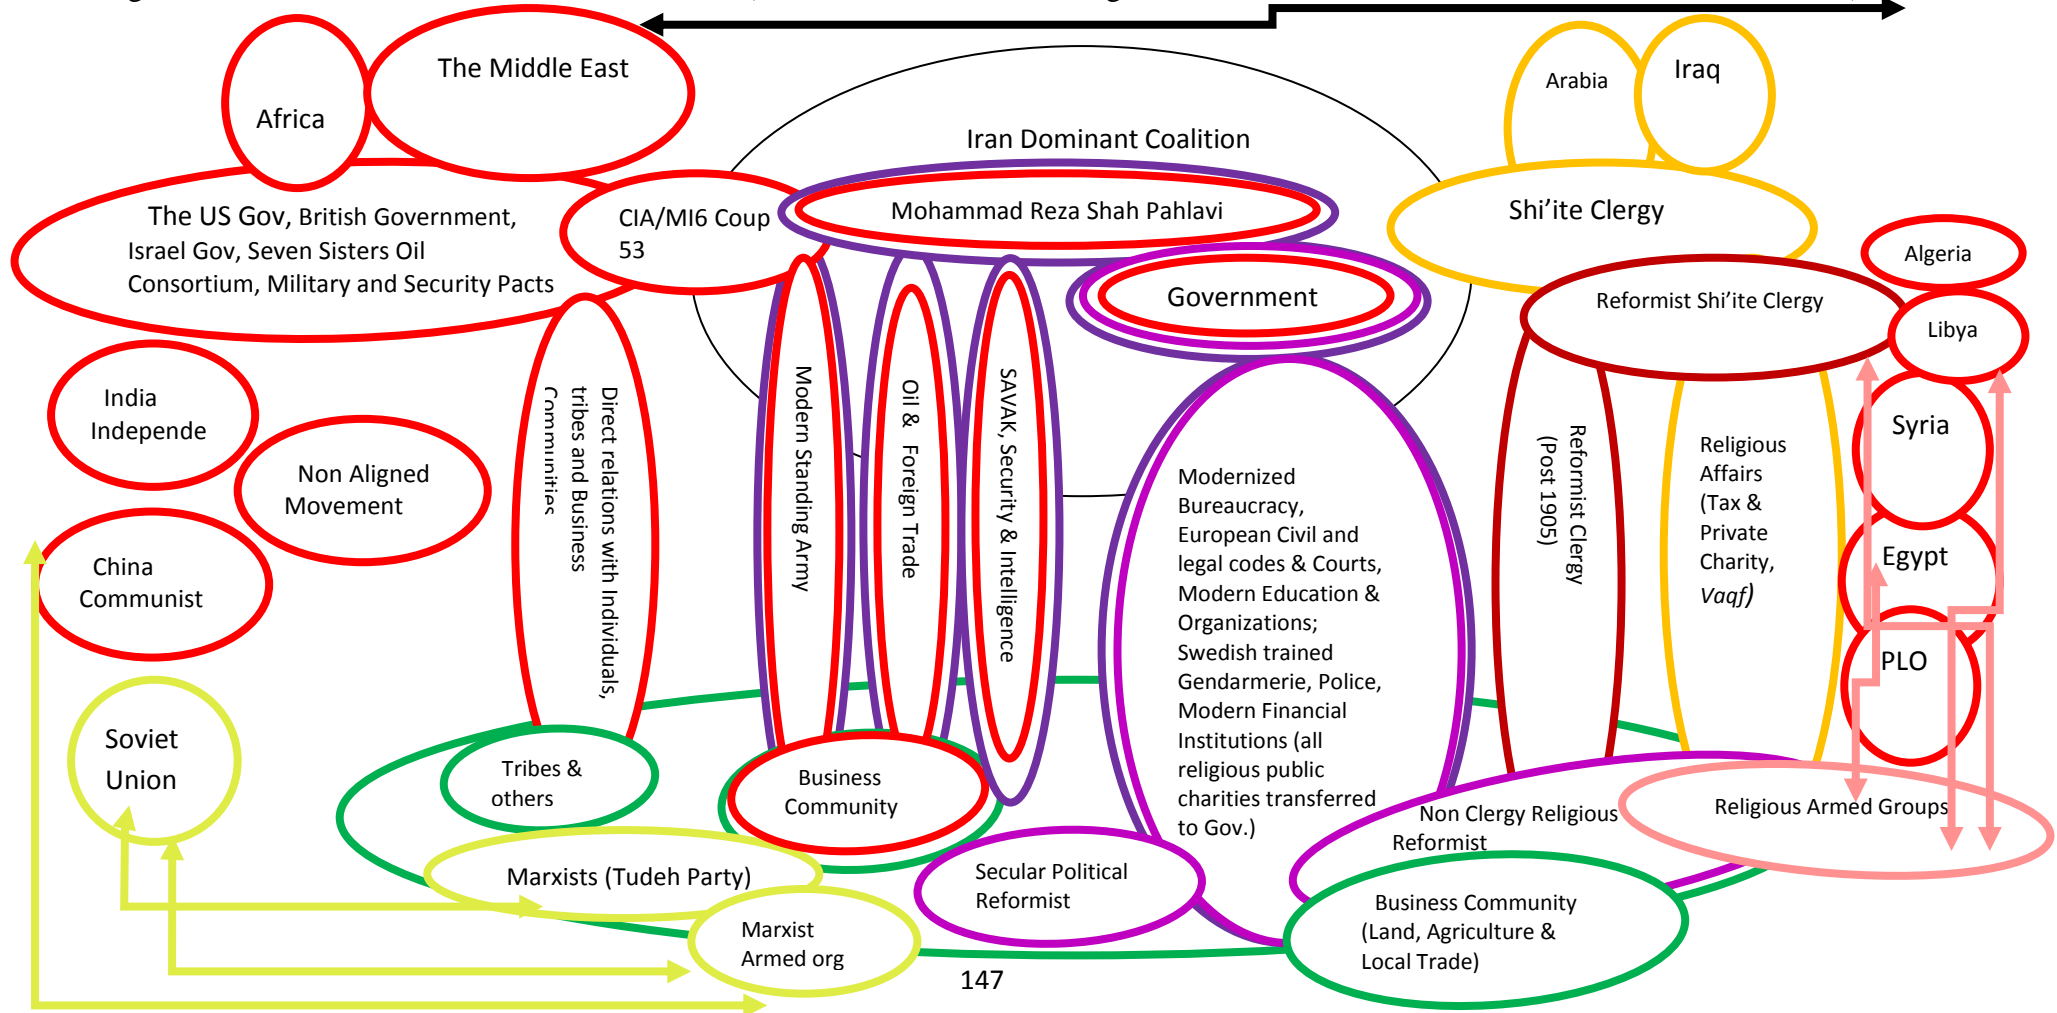 The Middle East
Africa
Arabia
Iraq
Iran Dominant Coalition
The US Gov, British Government,
Israel Gov, Seven Sisters Oil
Consortium, Military and Security Pacts
CIA/MI6 Coup
53
Mohammad Reza Shah Pahlavi
Shi’ite Clergy
Government
Reformist Shi’ite Clergy
Algeria
Libya
Syria
Egypt
PLO
India
Independe
Non Aligned
Movement
China
Communist
Soviet
Union
Direct relations with Individuals,
tribes and Business
Communities
Modern Standing Army
Oil & Foreign Trade
SAVAK, Security & Intelligence
Modernized
Bureaucracy,
European Civil and
legal codes & Courts,
Modern Education &
Organizations;
Swedish trained
Gendarmerie, Police,
Modern Financial
Institutions (all
religious public
charities transferred
to Gov.)
Reformist Clergy
(Post 1905)
Religious
Affairs
(Tax &
Private
Charity,
Vaqf)
Tribes &
others
Business
Community
Marxists (Tudeh Party)
Marxist
Armed org
Secular Political
Reformist
Non Clergy Religious
Reformist
Religious Armed Groups
Business Community
(Land, Agriculture &
Local Trade)
147